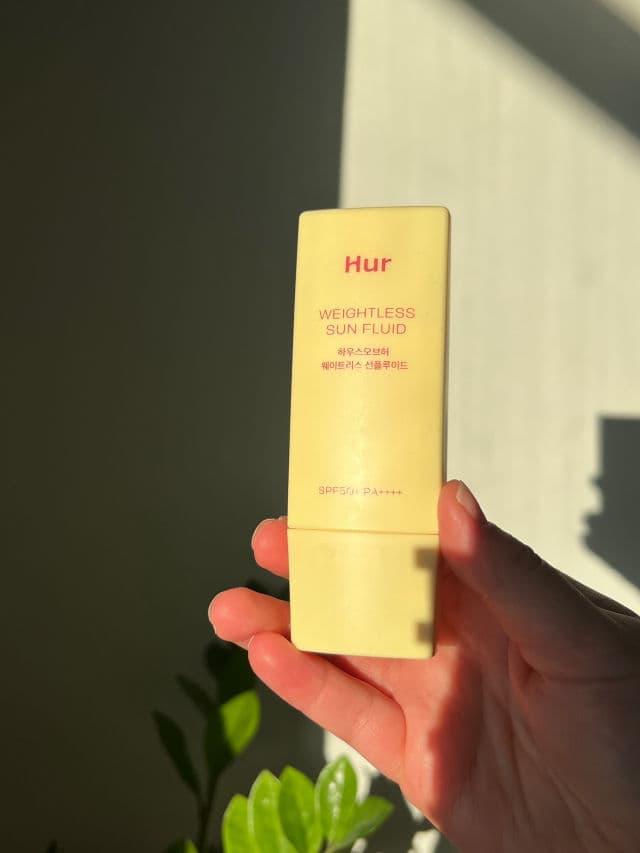 Hur
WEIGHTLESS
SUN FLUID
하우스오브허
웨이트리스 선플루이드
SPF50+ PA++++